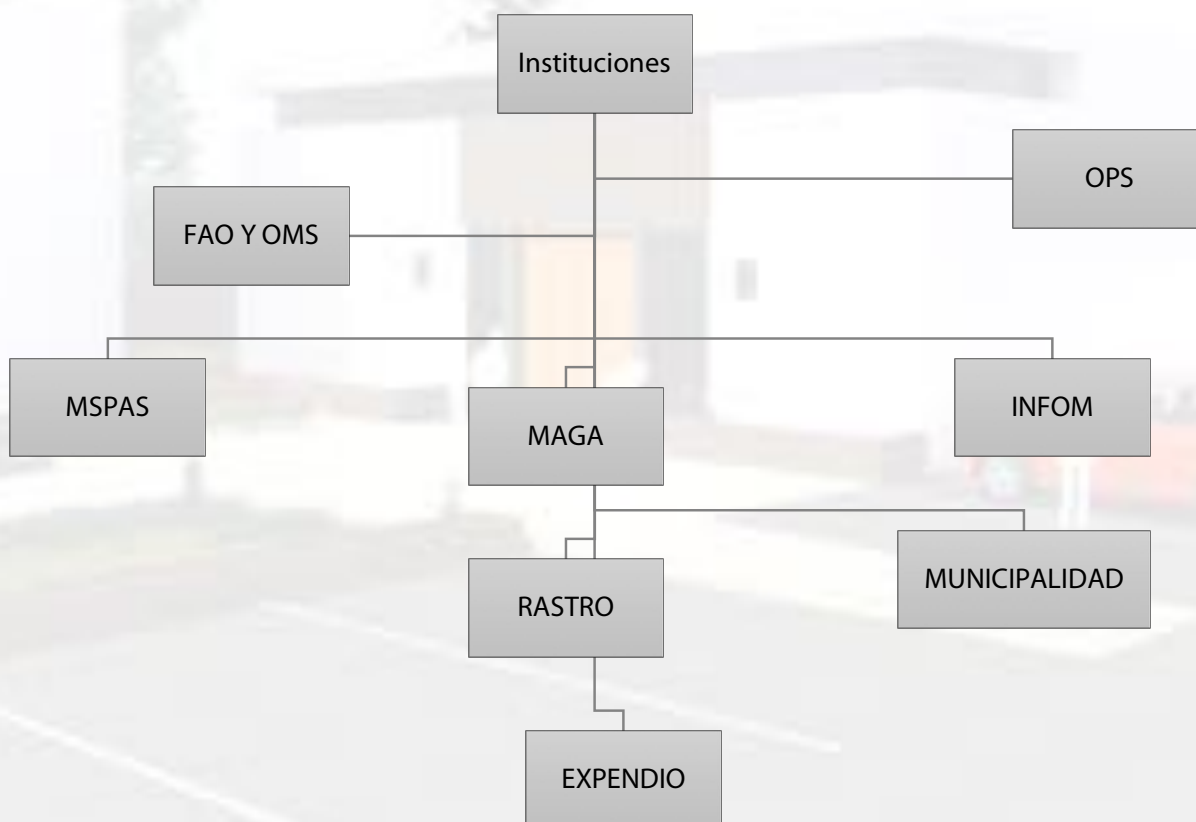 Instituciones
OPS
FAO Y OMS
MSPAS
MAGA
INFOM
MUNICIPALIDAD
RASTRO
EXPENDIO